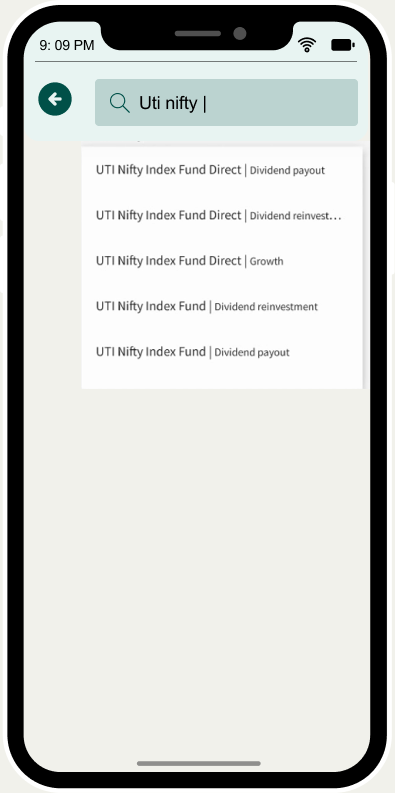 9: 09 PM
Uti nifty |
UTI Nifty Index Fund Direct | Dividend payout
UTI Nifty Index Fund Direct | Dividend reinvest...
UTI Nifty Index Fund Direct | Growth
UTI Nifty Index Fund | Dividend reinvestment
UTI Nifty Index Fund | Dividend payout